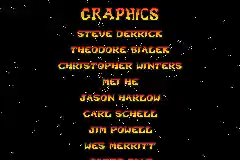 GRAPHICS
STEVE DERRICK
THEODORE BIALEK
CHRISTOPHER WINTERS
MEI HE
JASON HARLOW
CARL SCHELL
JIM POWELL
WES MERRITT